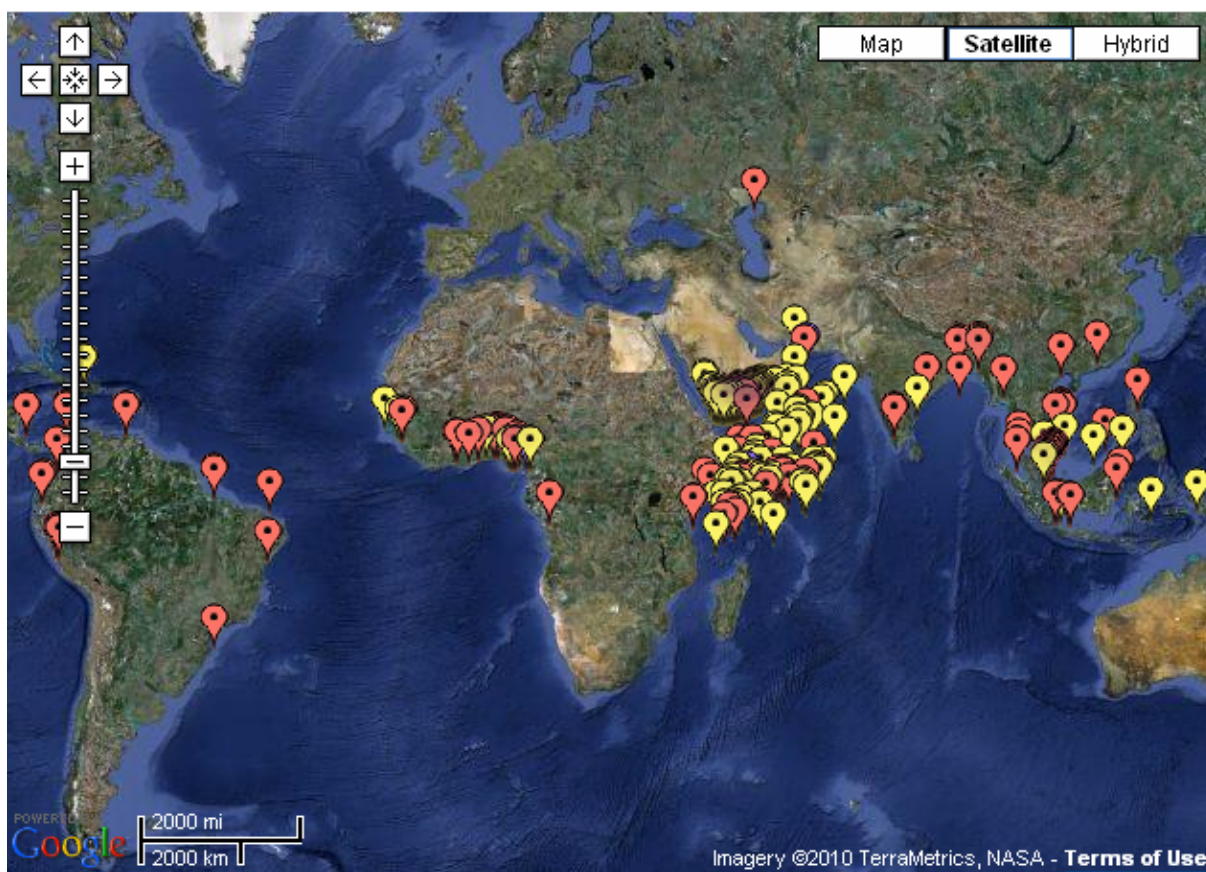 Map Satellite Hybrid
POWERED BY
Google
2000 mi
2000 km
Imagery ©2010 TerraMetrics, NASA - Terms of Use